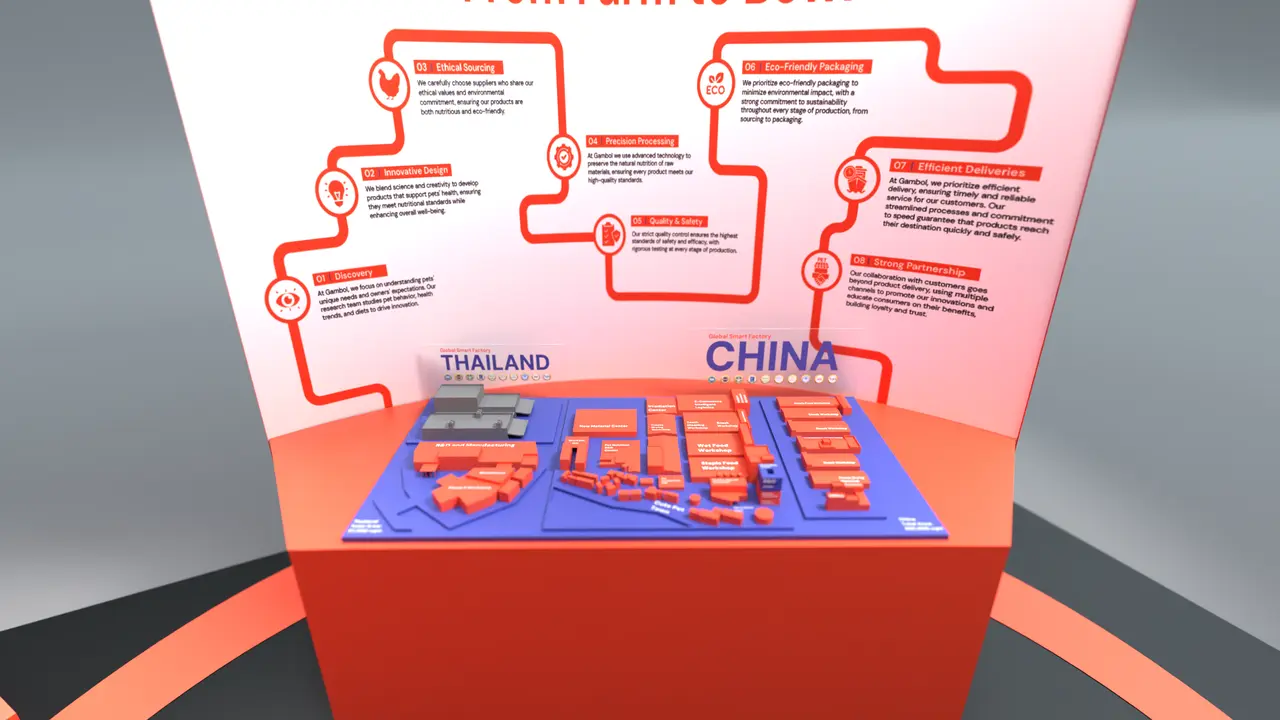 From Farm to Bowl
03 Ethical Sourcing
We carefully choose suppliers who share our
ethical values and environmental
commitment, ensuring our products are
both nutritious and eco-friendly.
02 Innovative Design
We blend science and creativity to develop
products that support pets' health, ensuring
they meet nutritional standards while
enhancing overall well-being.
01 Discovery
At Gambol, we focus on understanding pets'
unique needs and owners' expectations. Our
research team studies pet behavior, health
trends, and diets to drive innovation.
04 Precision Processing
At Gambol we use advanced technology to
preserve the natural nutrition of raw
materials, ensuring every product meets our
high-quality standards.
05 Quality & Safety
Our strict quality control ensures the highest
standards of safety and efficacy, with
rigorous testing at every stage of production.
06 Eco-Friendly Packaging
ECO
We prioritize eco-friendly packaging to
minimize environmental impact, with a
strong commitment to sustainability
throughout every stage of production, from
sourcing to packaging.
07 Efficient Deliveries
At Gambol, we prioritize efficient
delivery, ensuring timely and reliable
service for our customers. Our
streamlined processes and commitment
to speed guarantee that products reach
their destination quickly and safely.
08 Strong Partnership
PET
Our collaboration with customers goes
beyond product delivery, using multiple
channels to promote our innovations and
educate consumers on their benefits,
building loyalty and trust.
Global Smart Factory
THAILAND
Global Smart Factory
CHINA
R&D and Manufacturing
Wet Food
Workshop
Staple Food
Workshop